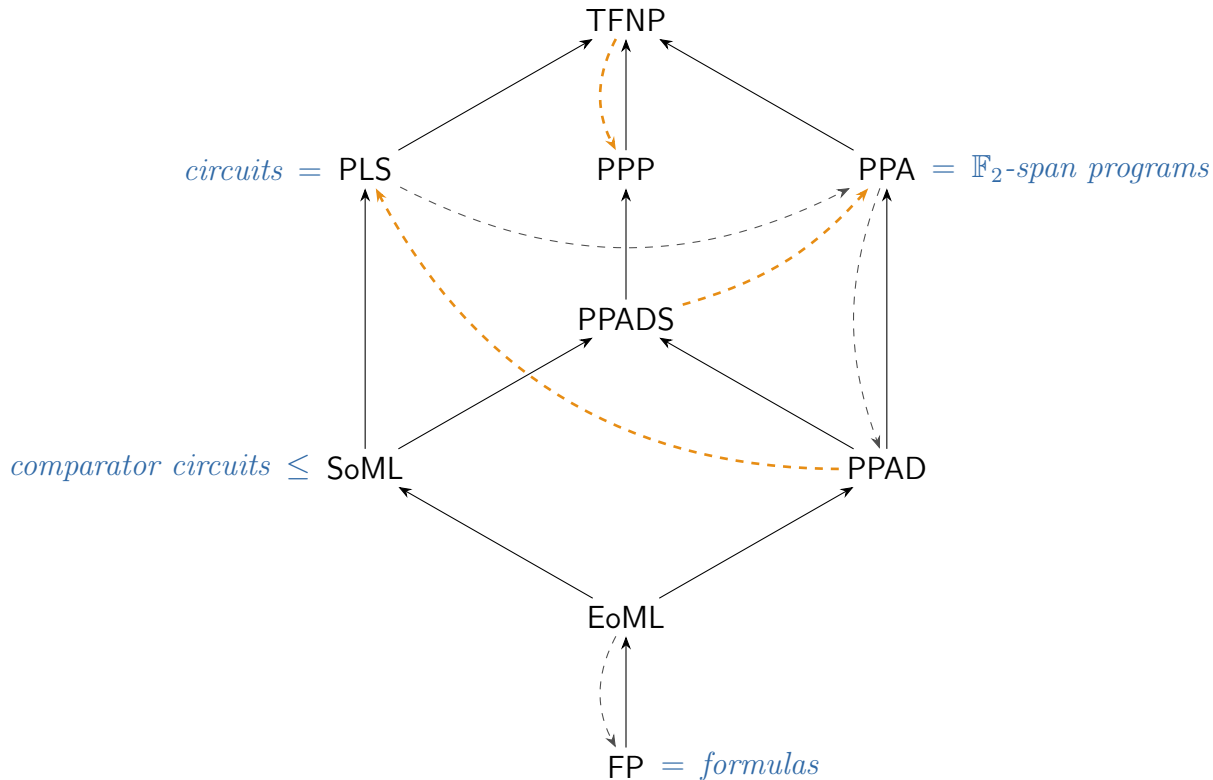 TFNP
circuits = PLS
PPP
PPA = 𝔽₂-span programs
PPADS
comparator circuits ≤ SoML
PPAD
EoML
FP = formulas